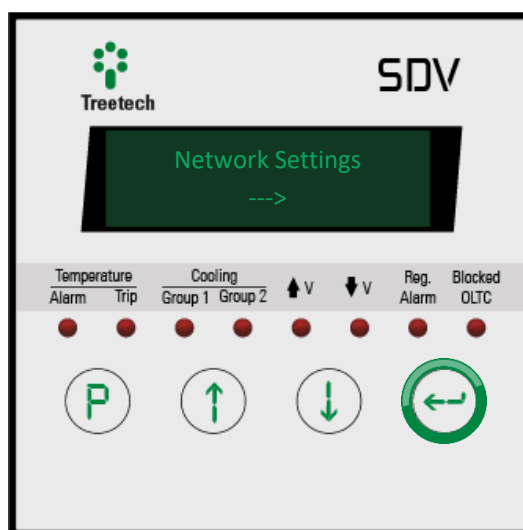 SDV
Treetech
Network Settings
--->
Temperature
Alarm Trip
Cooling
Group 1 Group 2
V
V
Reg.
Alarm
Blocked
OLTC
P